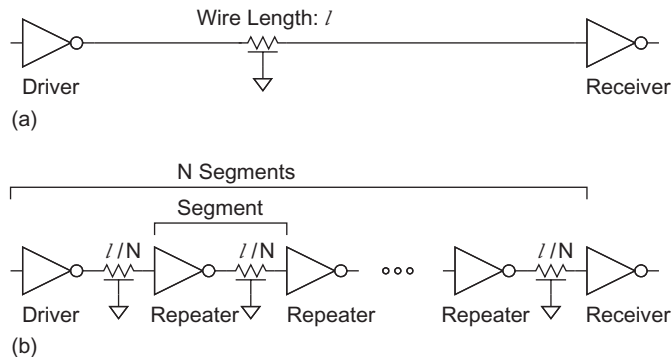 Wire Length: l
Driver
Receiver
(a)
N Segments
Segment
l/N l/N l/N
Driver Repeater Repeater Repeater Receiver
(b)